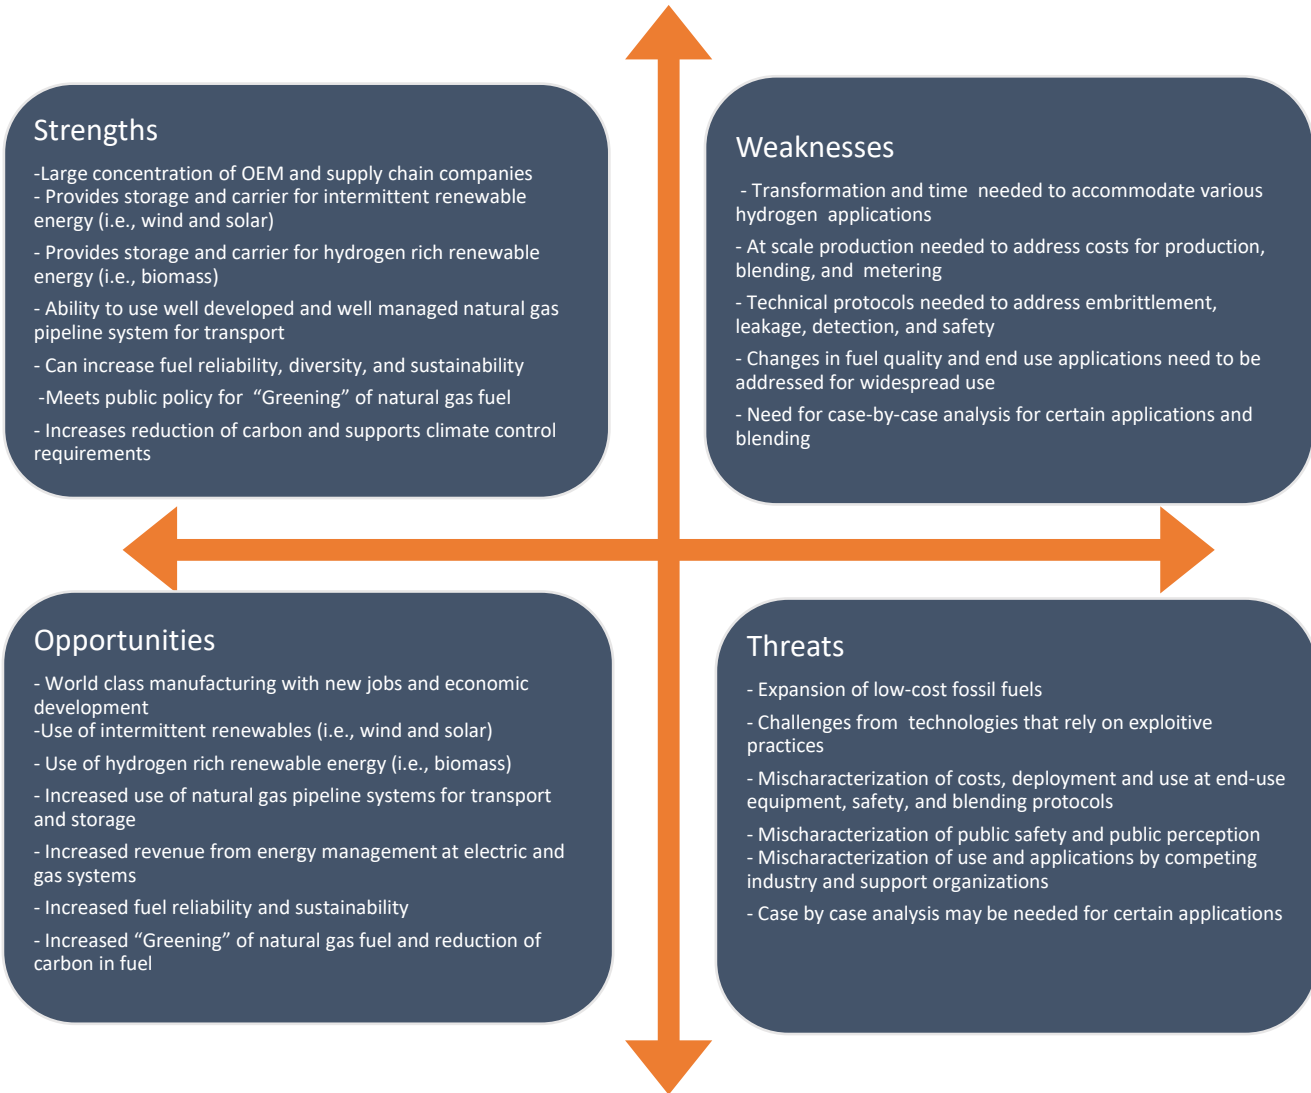 Strengths
-Large concentration of OEM and supply chain companies
- Provides storage and carrier for intermittent renewable
energy (i.e., wind and solar)
- Provides storage and carrier for hydrogen rich renewable
energy (i.e., biomass)
- Ability to use well developed and well managed natural gas
pipeline system for transport
- Can increase fuel reliability, diversity, and sustainability
-Meets public policy for “Greening” of natural gas fuel
- Increases reduction of carbon and supports climate control
requirements
Weaknesses
- Transformation and time needed to accommodate various
hydrogen applications
- At scale production needed to address costs for production,
blending, and metering
- Technical protocols needed to address embrittlement,
leakage, detection, and safety
- Changes in fuel quality and end use applications need to be
addressed for widespread use
- Need for case-by-case analysis for certain applications and
blending
Opportunities
- World class manufacturing with new jobs and economic
development
-Use of intermittent renewables (i.e., wind and solar)
- Use of hydrogen rich renewable energy (i.e., biomass)
- Increased use of natural gas pipeline systems for transport
and storage
- Increased revenue from energy management at electric and
gas systems
- Increased fuel reliability and sustainability
- Increased “Greening” of natural gas fuel and reduction of
carbon in fuel
Threats
- Expansion of low-cost fossil fuels
- Challenges from technologies that rely on exploitive
practices
- Mischaracterization of costs, deployment and use at end-use
equipment, safety, and blending protocols
- Mischaracterization of public safety and public perception
- Mischaracterization of use and applications by competing
industry and support organizations
- Case by case analysis may be needed for certain applications